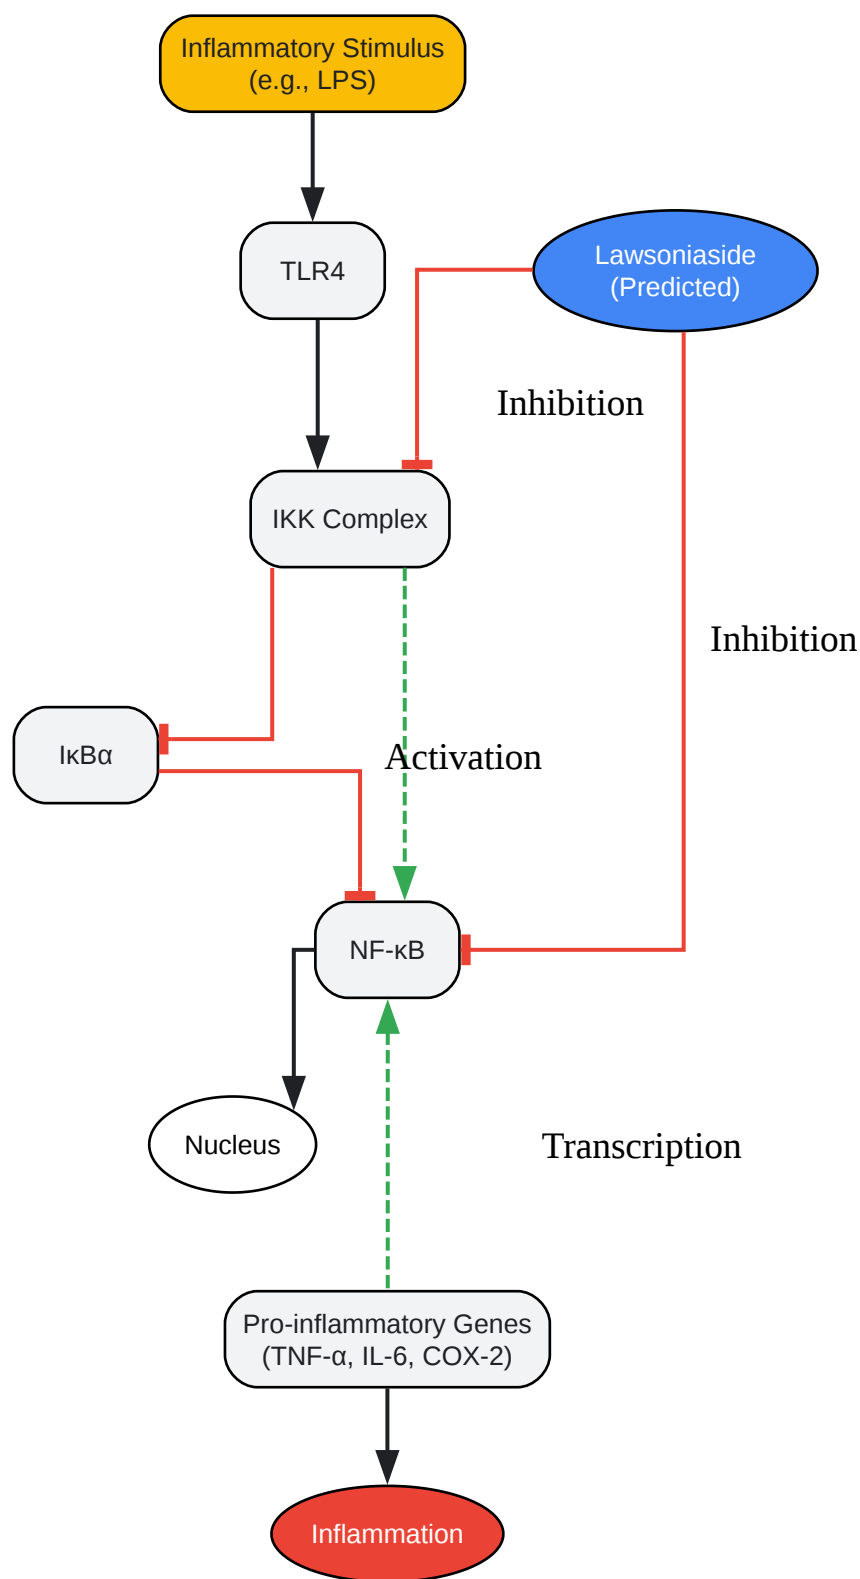 Inflammatory Stimulus
(e.g., LPS)
TLR4
Lawsoniaside
(Predicted)
Inhibition
IKK Complex
Inhibition
IκBα
Activation
NF-κB
Nucleus
Transcription
Pro-inflammatory Genes
(TNF-α, IL-6, COX-2)
Inflammation